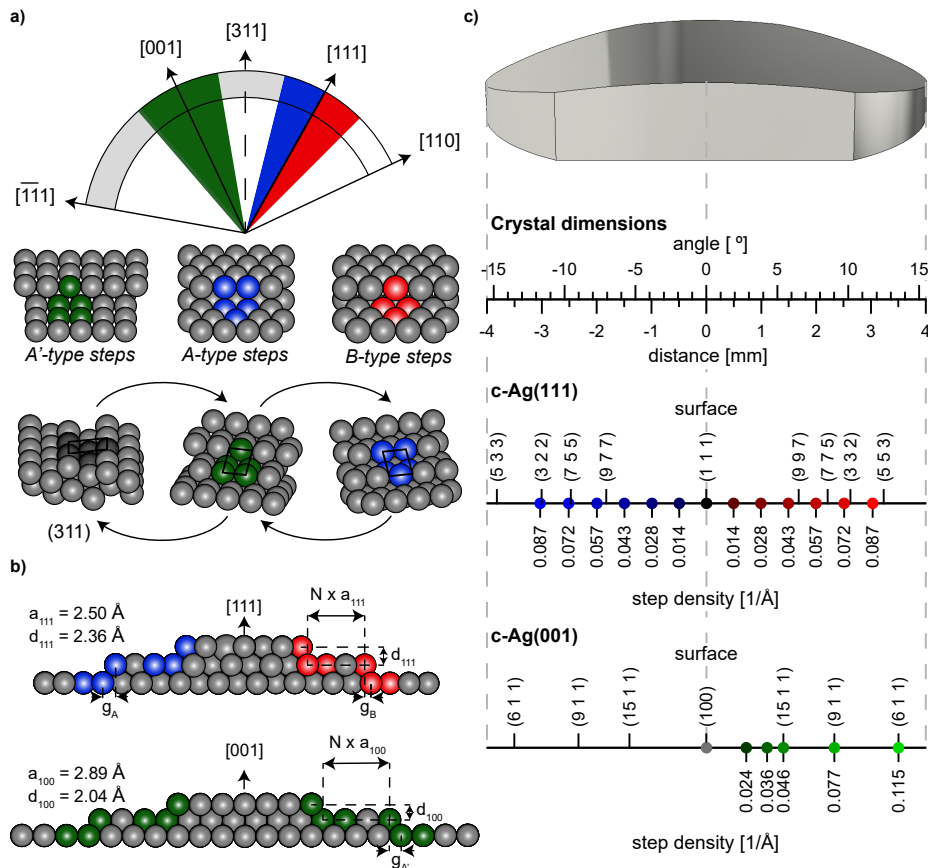 a)
[001]
[311]
[111]
[110]
[111]
A'-type steps
A-type steps
B-type steps
(311)
b)
a111 = 2.50 Å
d111 = 2.36 Å
[111]
N x a111
d111
gA
gB
a100 = 2.89 Å
d100 = 2.04 Å
[001]
N x a100
d100
gA'
c)
Crystal dimensions
angle [ º]
-15 -10 -5 0 5 10 15
-4 -3 -2 -1 0 1 2 3 4
distance [mm]
c-Ag(111)
surface
(5 3 3)
(3 2 2)
(7 5 5)
(9 7 7)
(1 1 1)
(9 9 7)
(7 7 5)
(3 3 2)
(5 5 3)
0.087
0.072
0.057
0.043
0.028
0.014
0.014
0.028
0.043
0.057
0.072
0.087
step density [1/Å]
c-Ag(001)
surface
(6 1 1)
(9 1 1)
(15 1 1)
(100)
(15 1 1)
(9 1 1)
(6 1 1)
0.024
0.036
0.046
0.077
0.115
step density [1/Å]